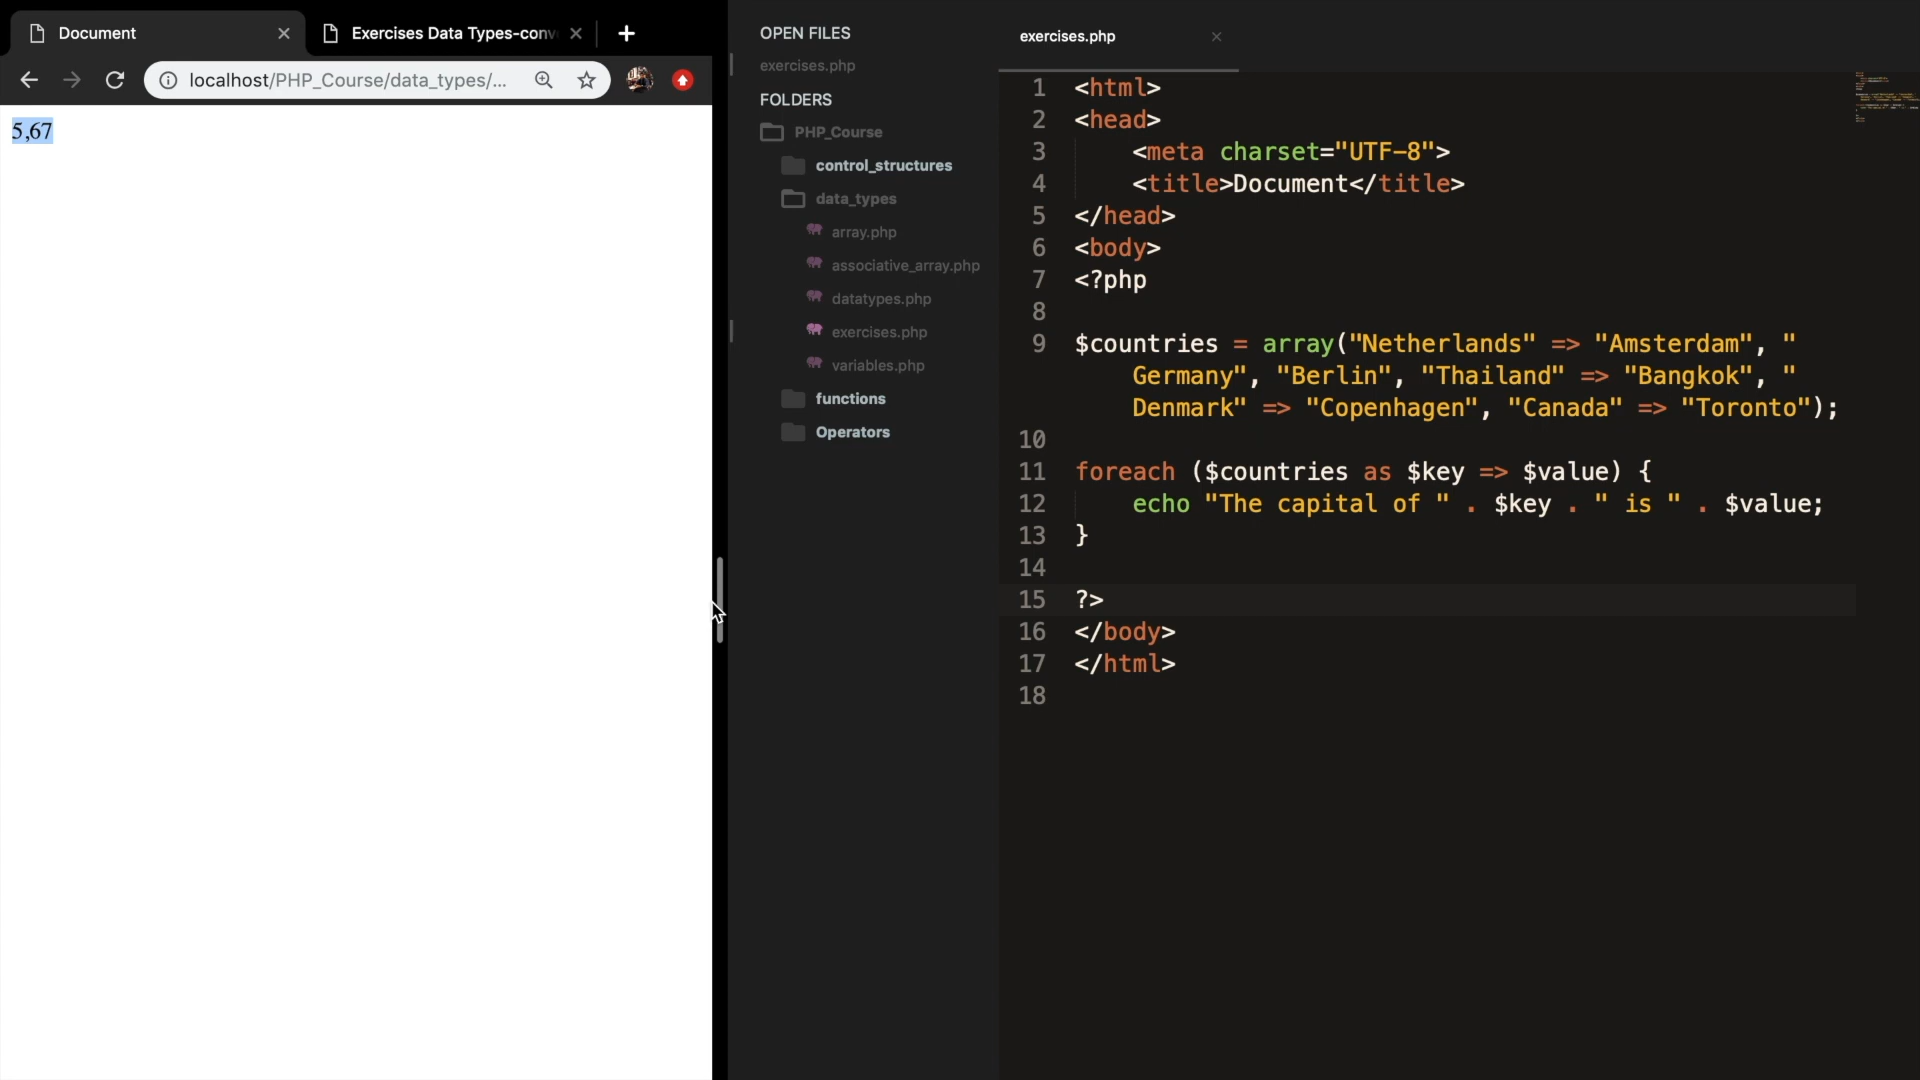 Document
Exercises Data Types-conv
localhost/PHP_Course/data_types/...
5,67
OPEN FILES
exercises.php
FOLDERS
PHP_Course
control_structures
data_types
array.php
associative_array.php
datatypes.php
exercises.php
variables.php
functions
Operators
exercises.php
1 <html>
2 <head>
3 <meta charset="UTF-8">
4 <title>Document</title>
5 </head>
6 <body>
7 <?php
8
9 $countries = array("Netherlands" => "Amsterdam", "
Germany", "Berlin", "Thailand" => "Bangkok", "
Denmark" => "Copenhagen", "Canada" => "Toronto");
10
11 foreach ($countries as $key => $value) {
12 echo "The capital of " . $key . " is " . $value;
13 }
14
15 ?>
16 </body>
17 </html>
18